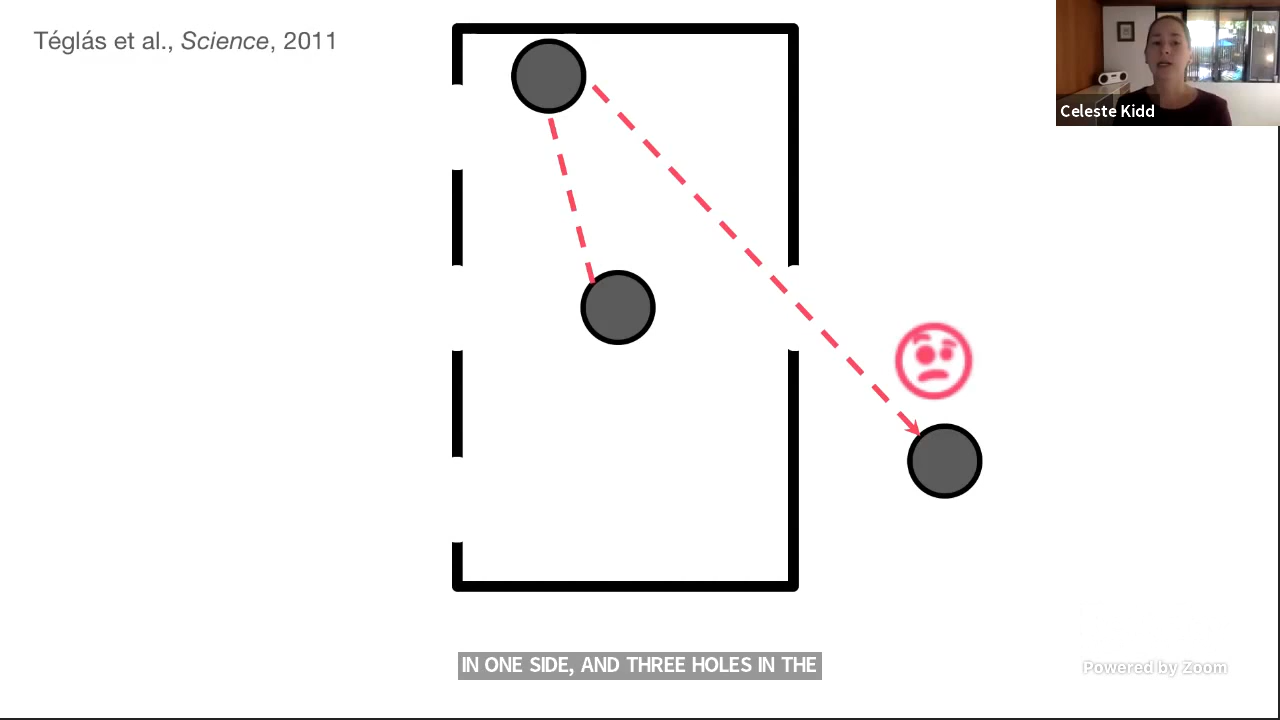 Téglás et al., Science, 2011
Celeste Kidd
IN ONE SIDE, AND THREE HOLES IN THE
Powered by Zoom